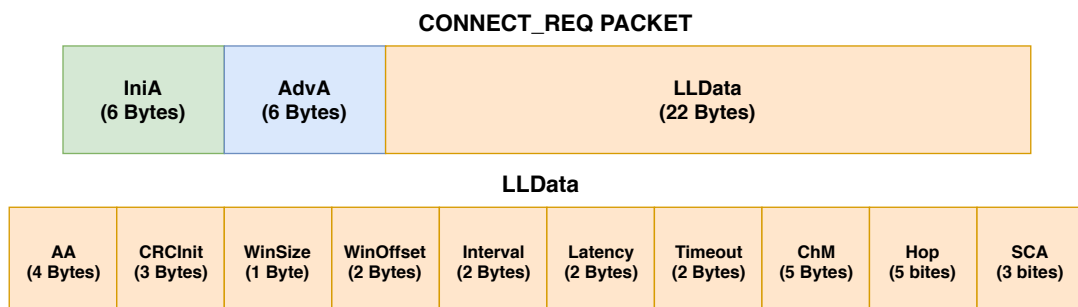 CONNECT_REQ PACKET
IniA
(6 Bytes)
AdvA
(6 Bytes)
LLData
(22 Bytes)
LLData
AA
(4 Bytes)
CRCInit
(3 Bytes)
WinSize
(1 Byte)
WinOffset
(2 Bytes)
Interval
(2 Bytes)
Latency
(2 Bytes)
Timeout
(2 Bytes)
ChM
(5 Bytes)
Hop
(5 bites)
SCA
(3 bites)